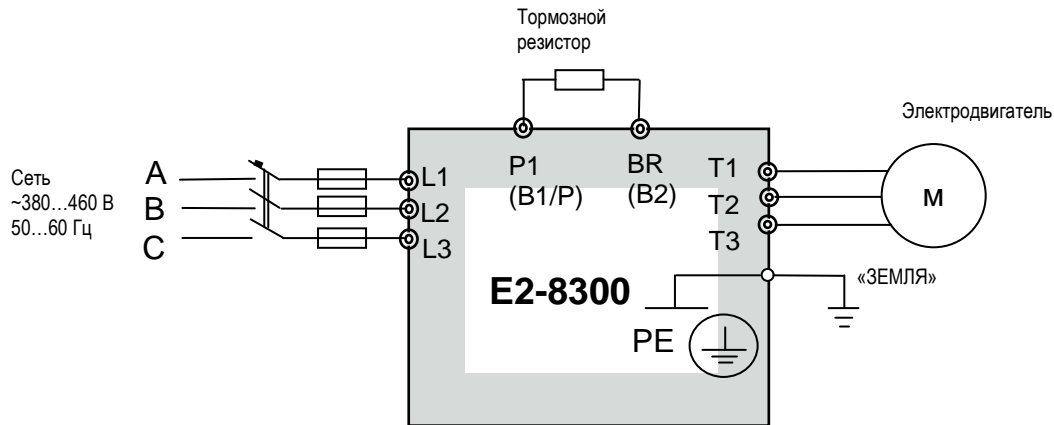 Тормозной
резистор
Электродвигатель
Сеть
~380...460 В
50...60 Гц
A
B
C
L1
L2
L3
P1
(B1/P)
BR
(B2)
T1
T2
T3
M
E2-8300
«ЗЕМЛЯ»
PE